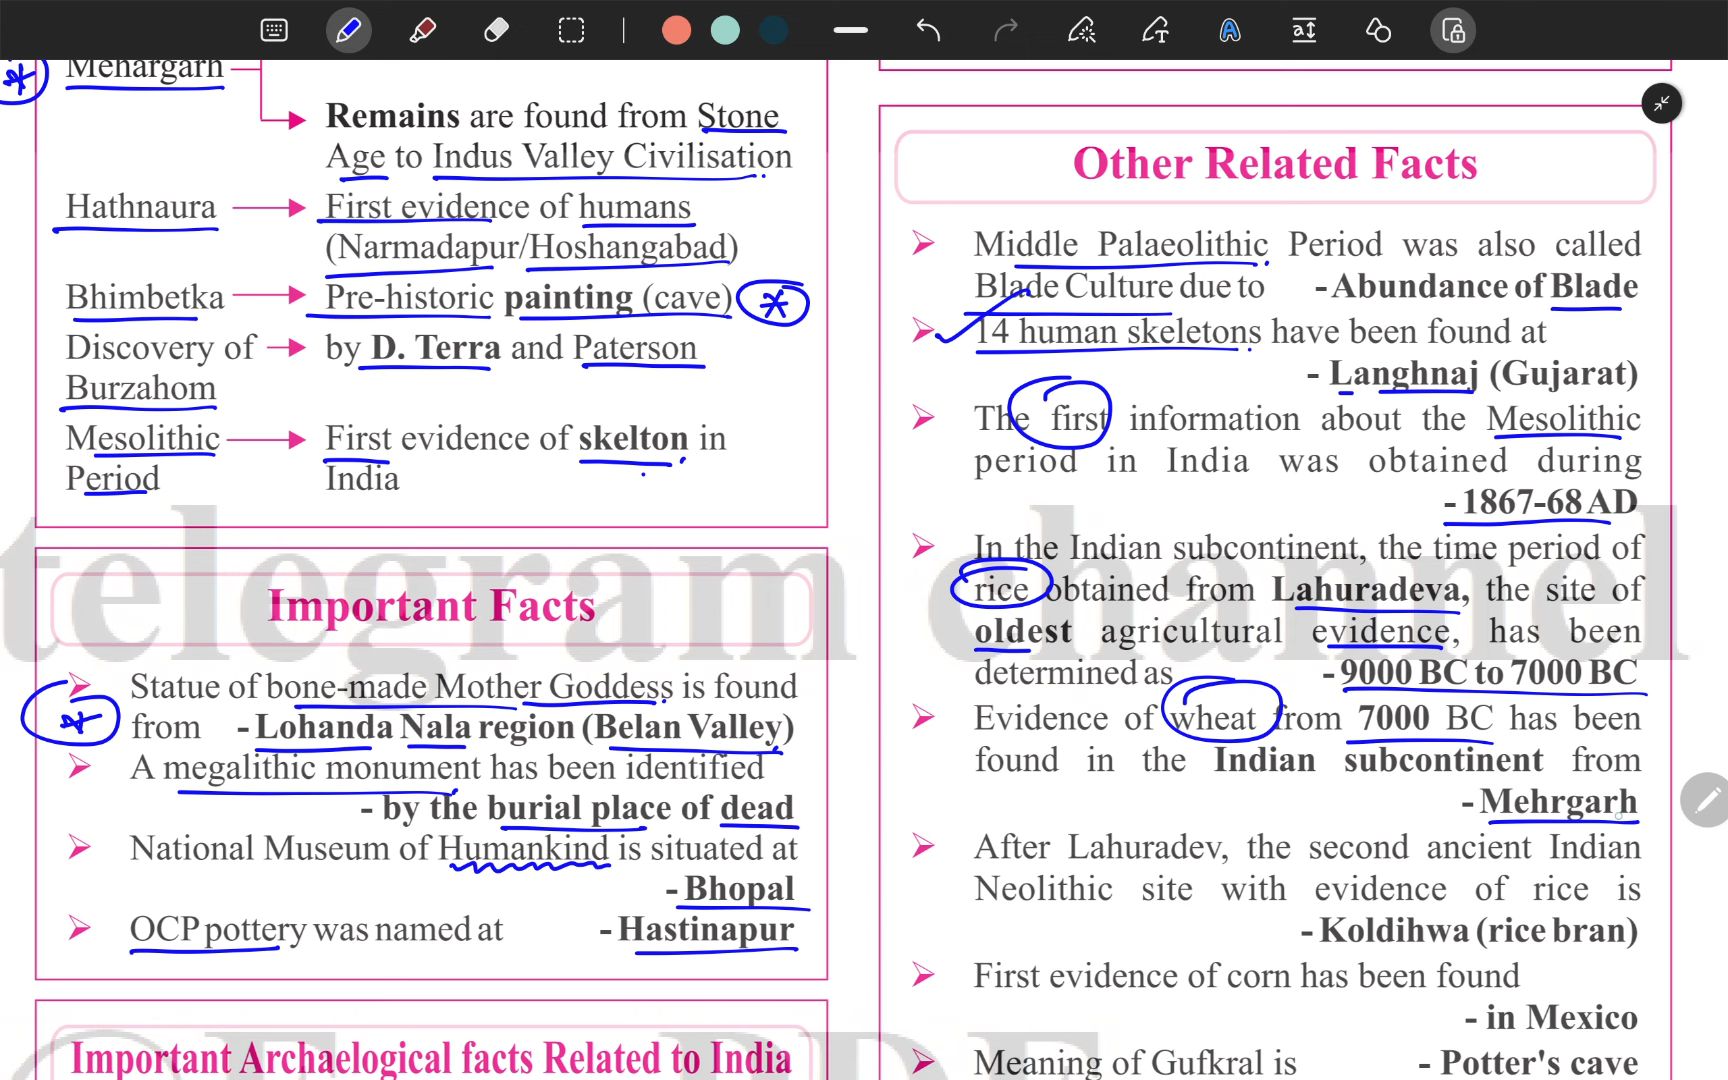 Mehargarh
Remains are found from Stone
Age to Indus Valley Civilisation
Hathnaura First evidence of humans
(Narmadapur/Hoshangabad)
Bhimbetka Pre-historic painting (cave)
Discovery of by D. Terra and Paterson
Burzahom
Mesolithic First evidence of skelton in
Period India
Important Facts
Statue of bone-made Mother Goddess is found
from - Lohanda Nala region (Belan Valley)
A megalithic monument has been identified
- by the burial place of dead
National Museum of Humankind is situated at
- Bhopal
OCP pottery was named at - Hastinapur
Important Archaelogical facts Related to India
Other Related Facts
Middle Palaeolithic Period was also called
Blade Culture due to - Abundance of Blade
14 human skeletons have been found at
- Langhnaj (Gujarat)
The first information about the Mesolithic
period in India was obtained during
- 1867-68 AD
In the Indian subcontinent, the time period of
rice obtained from Lahuradeva, the site of
oldest agricultural evidence, has been
determined as - 9000 BC to 7000 BC
Evidence of wheat from 7000 BC has been
found in the Indian subcontinent from
- Mehrgarh
After Lahuradev, the second ancient Indian
Neolithic site with evidence of rice is
- Koldihwa (rice bran)
First evidence of corn has been found
- in Mexico
Meaning of Gufkral is - Potter's cave
telegram channel